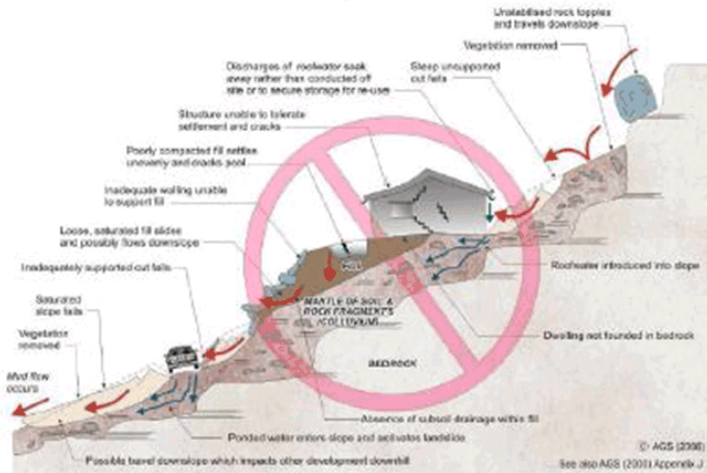 Unstabilised rock topples
and travels downslope
Vegetation removed
Steep unsupported
cut fails
Discharges of roofwater soak
away rather than conducted off
site or to secure storage for re-use
Structure unable to tolerate
settlement and cracks
Poorly compacted fill settles
unevenly and cracks pool
Inadequate walling unable
to support fill
Loose, saturated fill slides
and possibly flows downslope
Inadequately supported cut fails
Saturated
slope fails
Vegetation
removed
Mud flow
occurs
FILL
MANTLE OF SOIL &
ROCK FRAGMENTS
(COLLUVIUM)
BEDROCK
Roofwater introduced into slope
Dwelling not founded in bedrock
Absence of subsoil drainage within fill
Ponded water enters slope and activates landslide
Possible travel downslope which impacts other development downhill
© AGS (2006)
See also AGS (2000) Appendix J